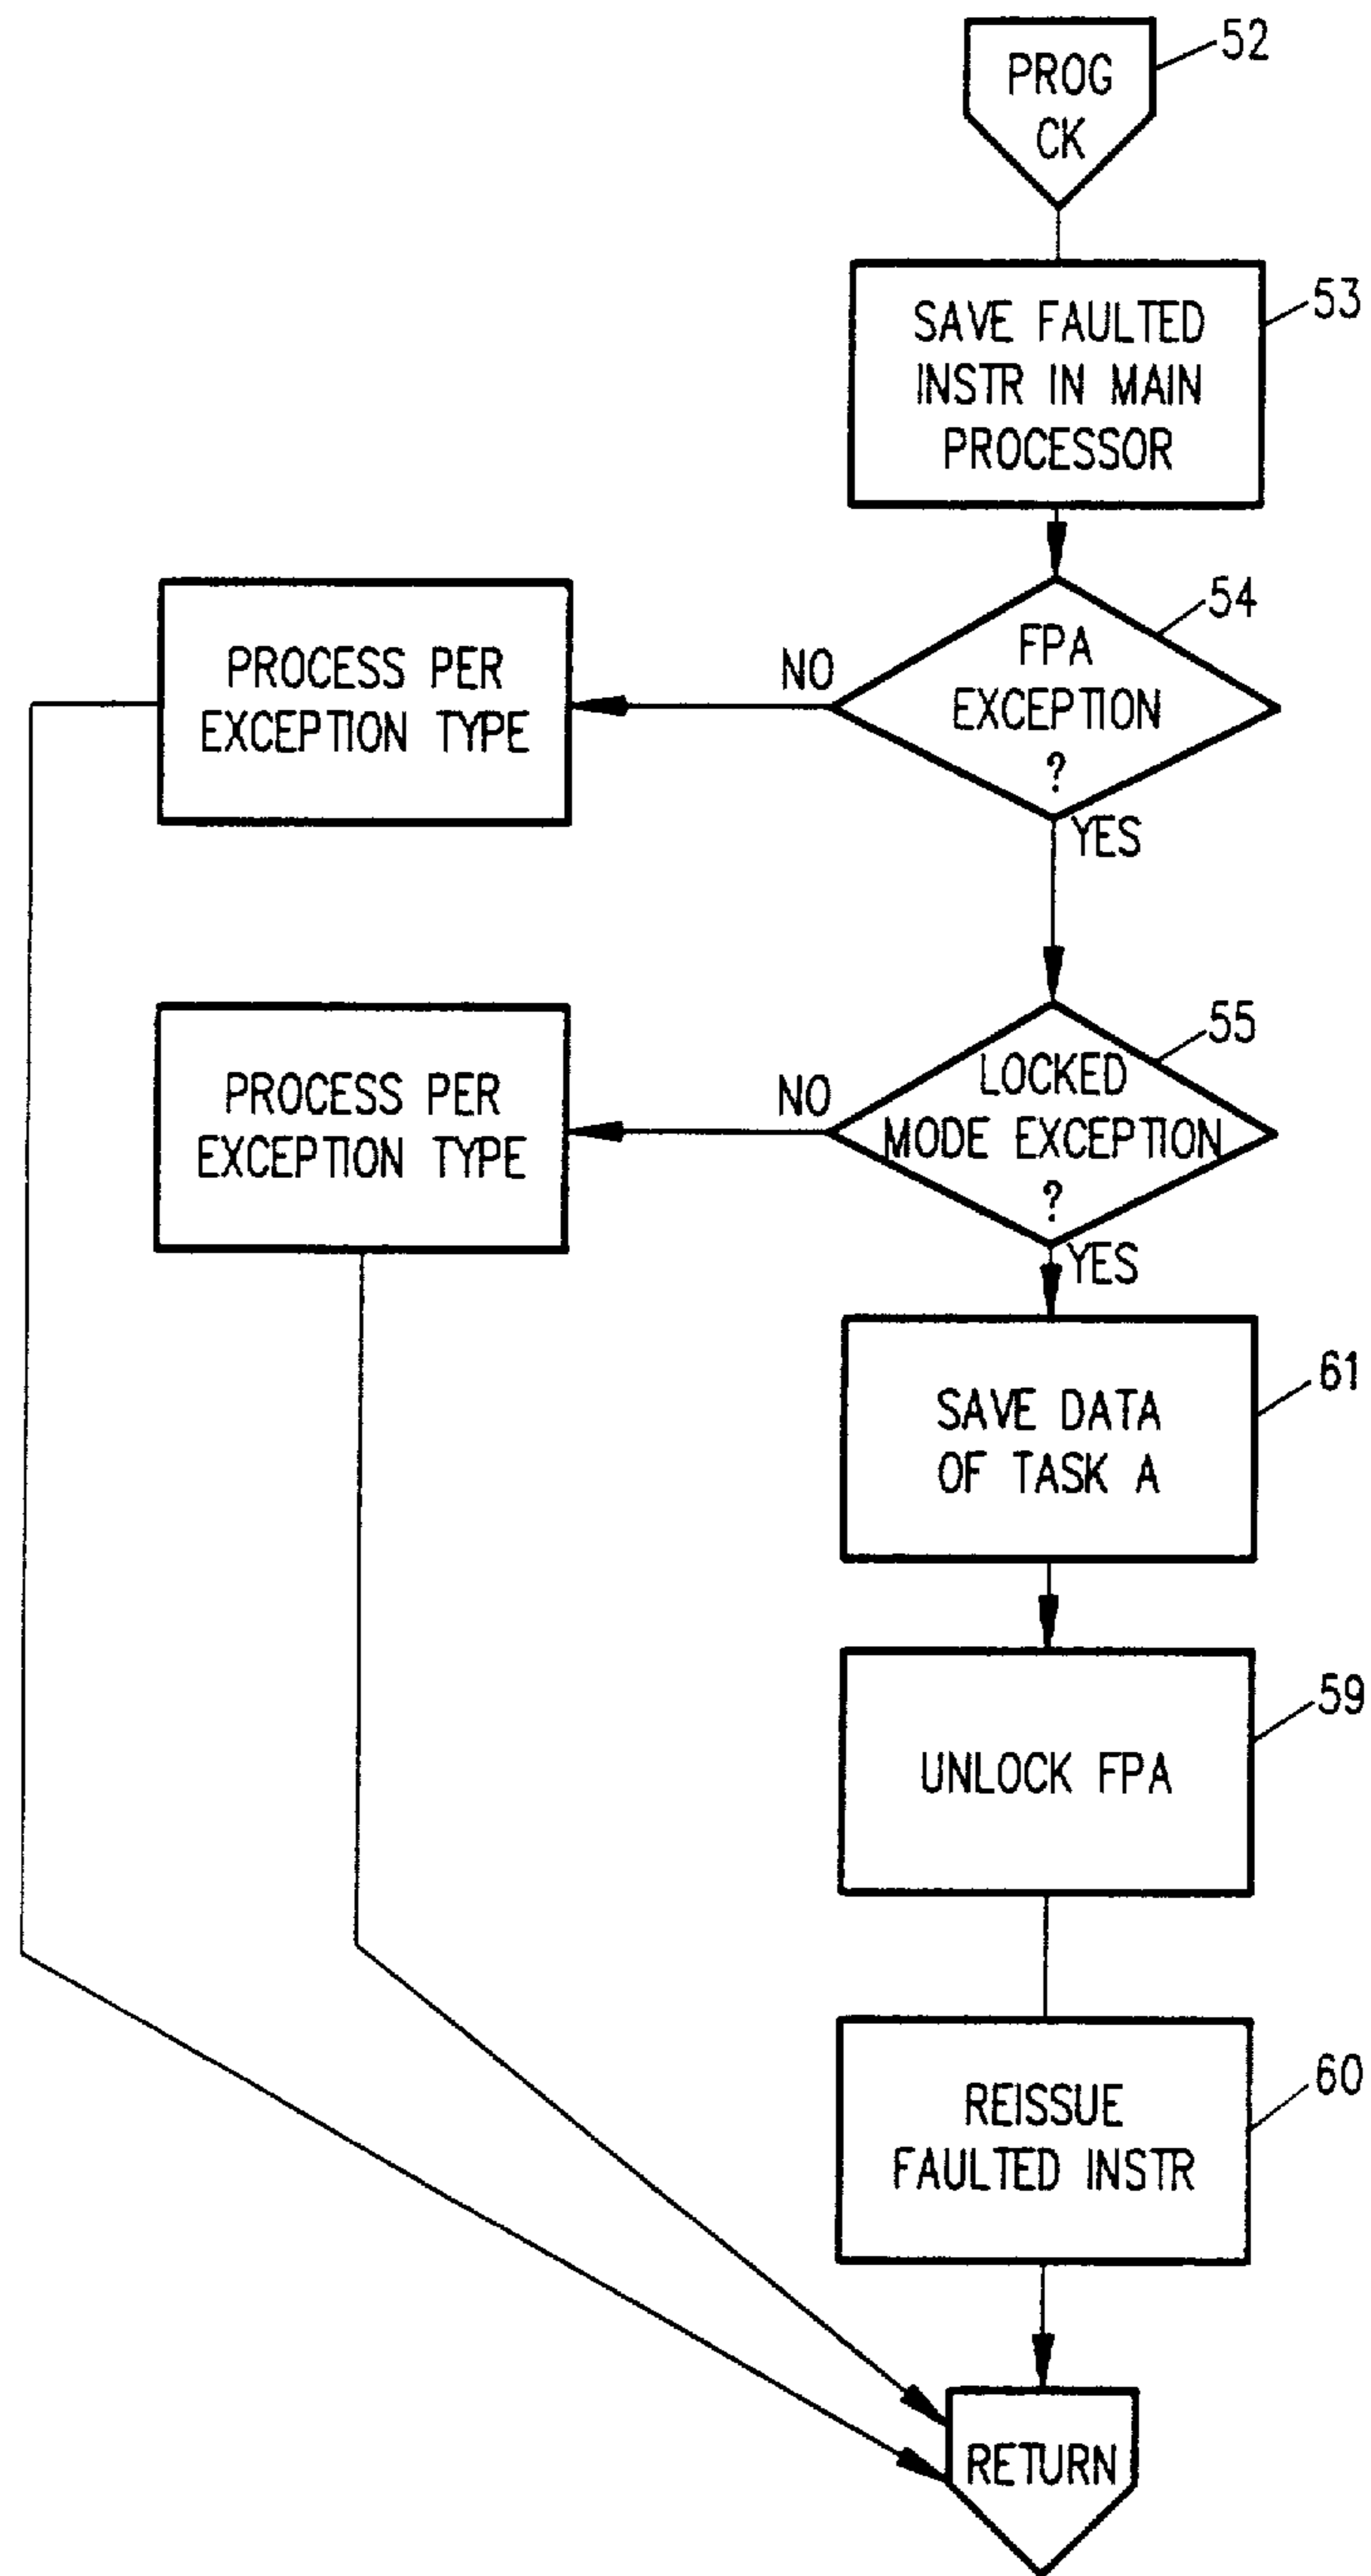 PROG
CK
52
SAVE FAULTED
INSTR IN MAIN
PROCESSOR
53
FPA
EXCEPTION
?
54
NO
YES
PROCESS PER
EXCEPTION TYPE
LOCKED
MODE EXCEPTION
?
55
NO
YES
PROCESS PER
EXCEPTION TYPE
SAVE DATA
OF TASK A
61
UNLOCK FPA
59
REISSUE
FAULTED INSTR
60
RETURN